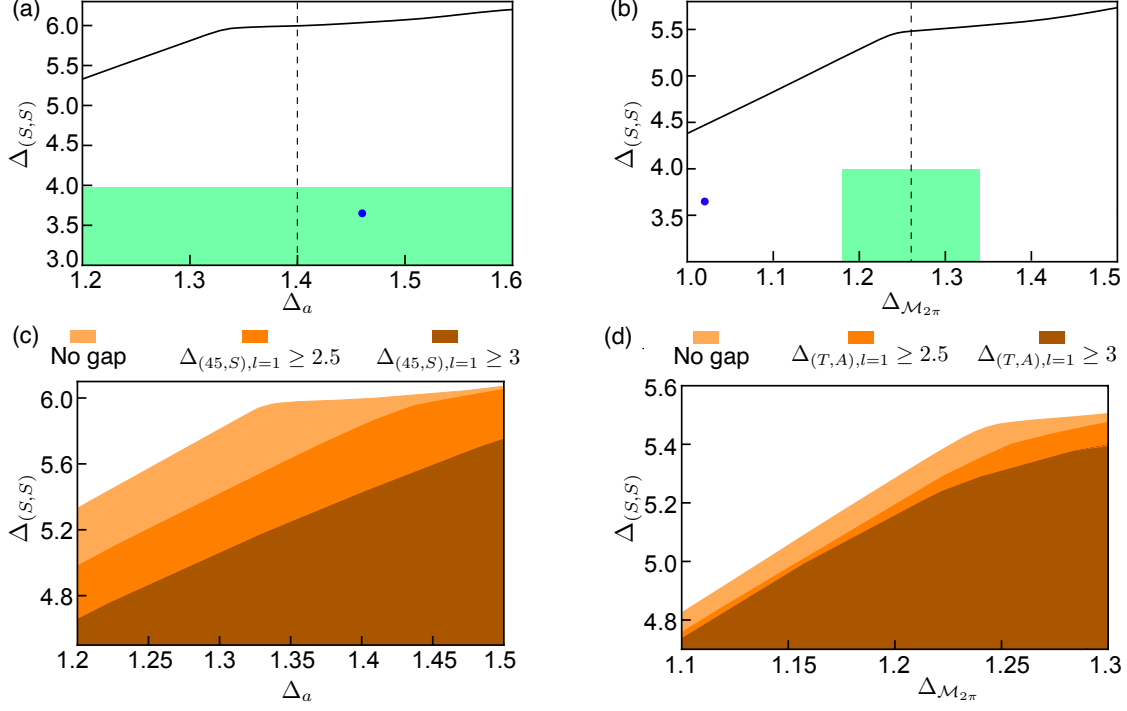 (a)
6.0
5.5
5.0
4.5
4.0
3.5
3.0
Δ(S,S)
1.2 1.3 1.4 1.5 1.6
Δa
(b)
5.5
5.0
4.5
4.0
3.5
Δ(S,S)
1.0 1.1 1.2 1.3 1.4 1.5
ΔM2π
(c)
No gap Δ(45,S),l=1 ≥ 2.5 Δ(45,S),l=1 ≥ 3
6.0
5.6
5.2
4.8
Δ(S,S)
1.2 1.25 1.3 1.35 1.4 1.45 1.5
Δa
(d)
No gap Δ(T,A),l=1 ≥ 2.5 Δ(T,A),l=1 ≥ 3
5.6
5.4
5.2
5.0
4.8
Δ(S,S)
1.1 1.15 1.2 1.25 1.3
ΔM2π